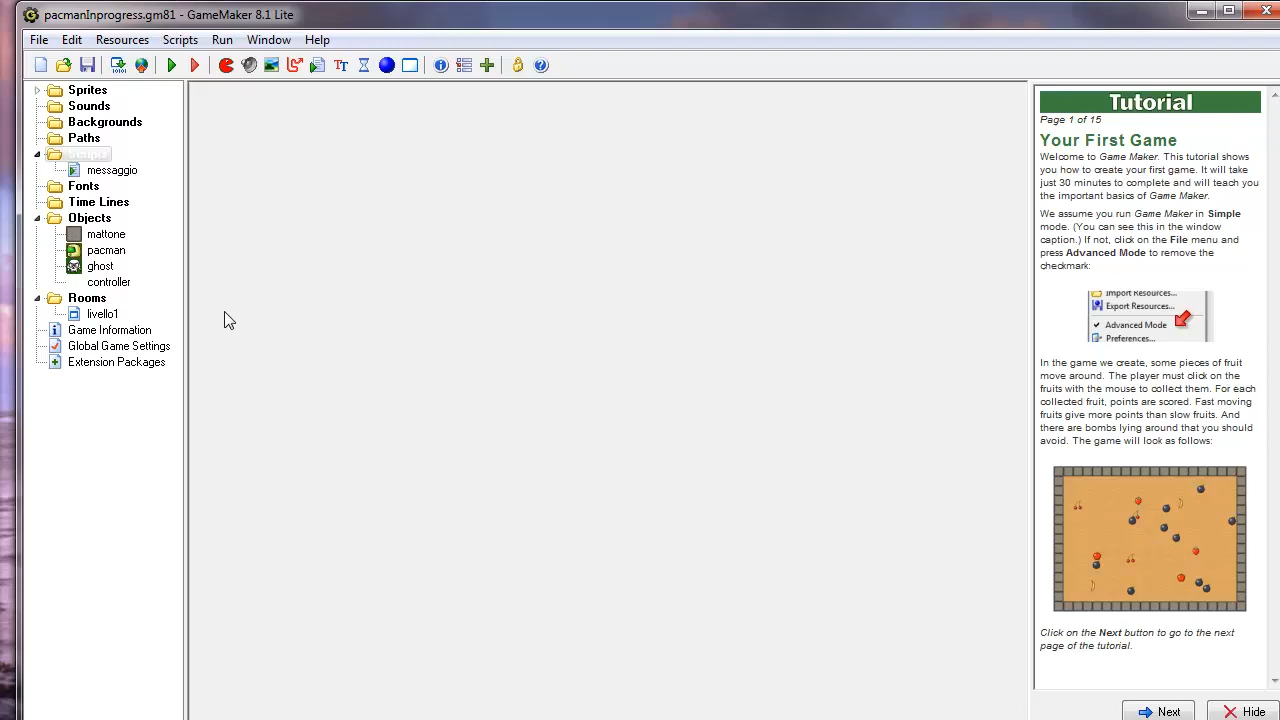 pacmanInprogress.gm81 - GameMaker 8.1 Lite
File Edit Resources Scripts Run Window Help
Sprites
Sounds
Backgrounds
Paths
Scripts
messaggio
Fonts
Time Lines
Objects
mattone
pacman
ghost
controller
Rooms
livello1
Game Information
Global Game Settings
Extension Packages
Tutorial
Page 1 of 15
Your First Game
Welcome to Game Maker. This tutorial shows
you how to create your first game. It will take
just 30 minutes to complete and will teach you
the important basics of Game Maker.
We assume you run Game Maker in Simple
mode. (You can see this in the window
caption.) If not, click on the File menu and
press Advanced Mode to remove the
checkmark:
Import Resources...
Export Resources...
Advanced Mode
Preferences...
In the game we create, some pieces of fruit
move around. The player must click on the
fruits with the mouse to collect them. For each
collected fruit, points are scored. Fast moving
fruits give more points than slow fruits. And
there are bombs lying around that you should
avoid. The game will look as follows:
Click on the Next button to go to the next
page of the tutorial.
Next
Hide